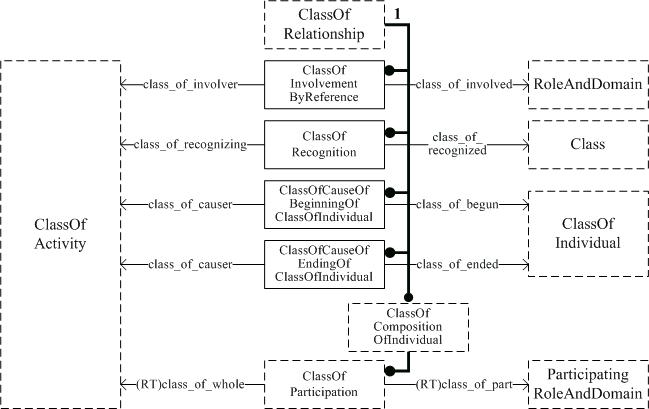 ClassOf
Relationship
1
class_of_involver
ClassOf
Involvement
ByReference
class_of_involved
RoleAndDomain
class_of_recognizing
ClassOf
Recognition
class_of_
recognized
Class
ClassOf
Activity
class_of_causer
ClassOfCauseOf
BeginningOf
ClassOfIndividual
class_of_begun
ClassOf
Individual
class_of_causer
ClassOfCauseOf
EndingOf
ClassOfIndividual
class_of_ended
ClassOf
Composition
OfIndividual
(RT)class_of_whole
ClassOf
Participation
(RT)class_of_part
Participating
RoleAndDomain